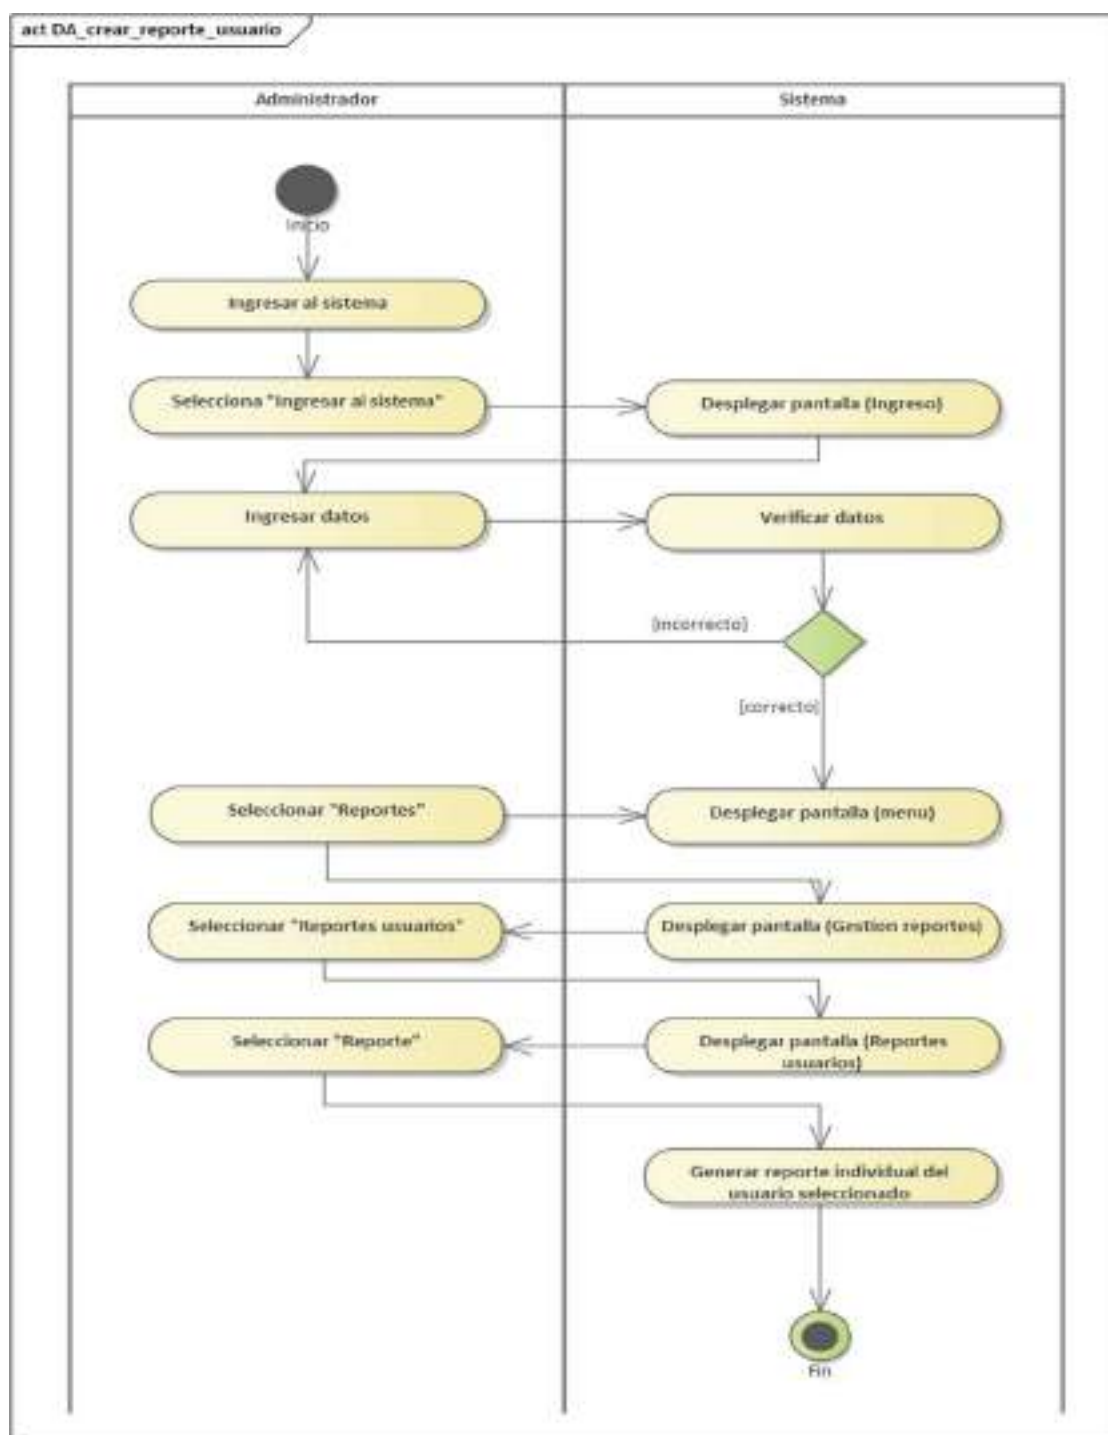 act DA_crear_reporte_usuario
Administrador
Sistema
Inicio
Ingresar al sistema
Selecciona "Ingresar al sistema"
Desplegar pantalla (Ingreso)
Ingresar datos
Verificar datos
[incorrecto]
[correcto]
Seleccionar "Reportes"
Desplegar pantalla (menu)
Seleccionar "Reportes usuarios"
Desplegar pantalla (Gestion reportes)
Seleccionar "Reporte"
Desplegar pantalla (Reportes
usuarios)
Generar reporte individual del
usuario seleccionado
Fin